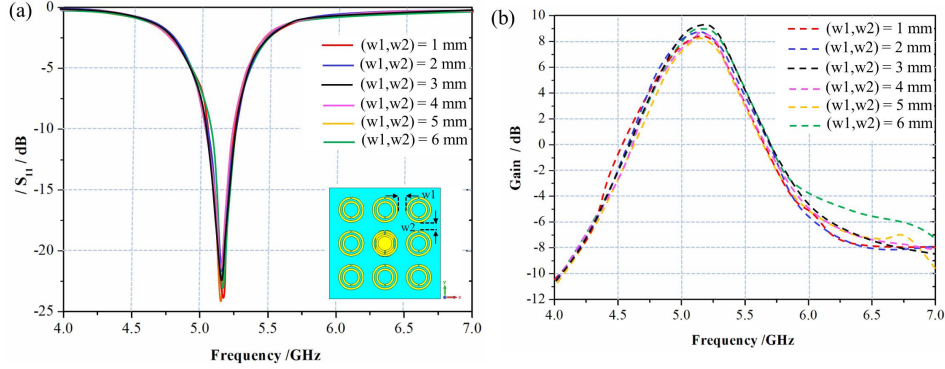 (a)
/ S11 / dB
0
-5
-10
-15
-20
-25
4.0 4.5 5.0 5.5 6.0 6.5 7.0
Frequency /GHz
(w1,w2) = 1 mm
(w1,w2) = 2 mm
(w1,w2) = 3 mm
(w1,w2) = 4 mm
(w1,w2) = 5 mm
(w1,w2) = 6 mm
w1
w2
(b)
Gain / dB
10
8
6
4
2
0
-2
-4
-6
-8
-10
-12
4.0 4.5 5.0 5.5 6.0 6.5 7.0
Frequency /GHz
(w1,w2) = 1 mm
(w1,w2) = 2 mm
(w1,w2) = 3 mm
(w1,w2) = 4 mm
(w1,w2) = 5 mm
(w1,w2) = 6 mm